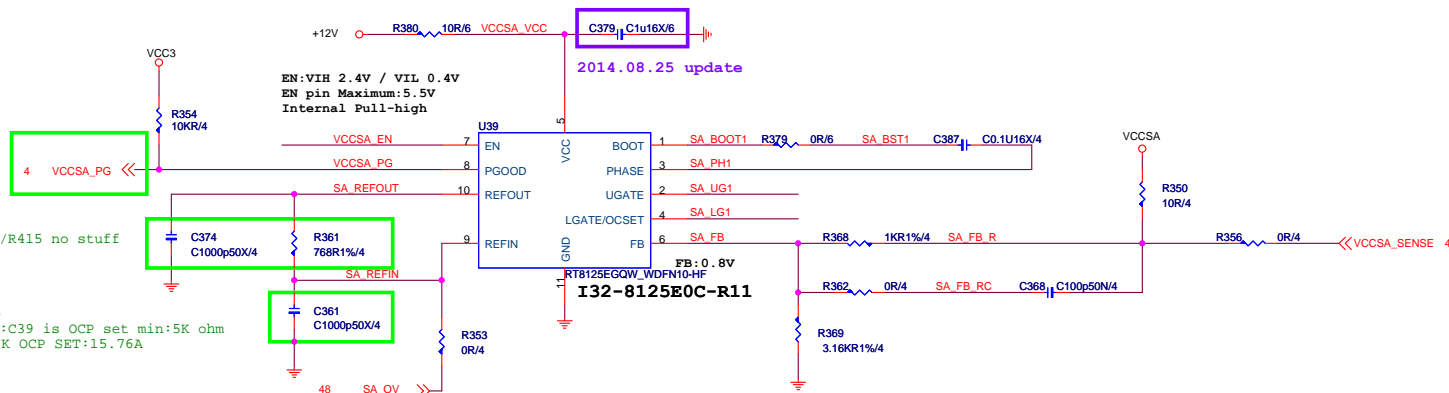 +12V
R380
10R/6
VCCSA_VCC
C379
C1u16X/6
2014.08.25 update
VCC3
EN:VIH 2.4V / VIL 0.4V
EN pin Maximum:5.5V
Internal Pull-high
R354
10KR/4
U39
5
VCC
VCCSA_EN
7
EN
BOOT
1
SA_BOOT1
R379
0R/6
SA_BST1
C387
C0.1U16X/4
VCCSA
4
VCCSA_PG
VCCSA_PG
8
PGOOD
PHASE
3
SA_PH1
SA_REFOUT
10
REFOUT
UGATE
2
SA_UG1
R350
10R/4
LGATE/OCSET
4
SA_LG1
/R415 no stuff
C374
C1000p50X/4
R361
768R1%/4
9
REFIN
GND
FB
6
SA_FB
R368
1KR1%/4
SA_FB_R
R356
0R/4
VCCSA_SENSE 4
FB:0.8V
SA_REFIN
RT8125EGQW_WDFN10-HF
11
I32-8125E0C-R11
R362
0R/4
SA_FB_RC
C368
C100p50N/4
C361
C1000p50X/4
:C39 is OCP set min:5K ohm
K OCP SET:15.76A
R353
0R/4
R369
3.16KR1%/4
48
SA_OV